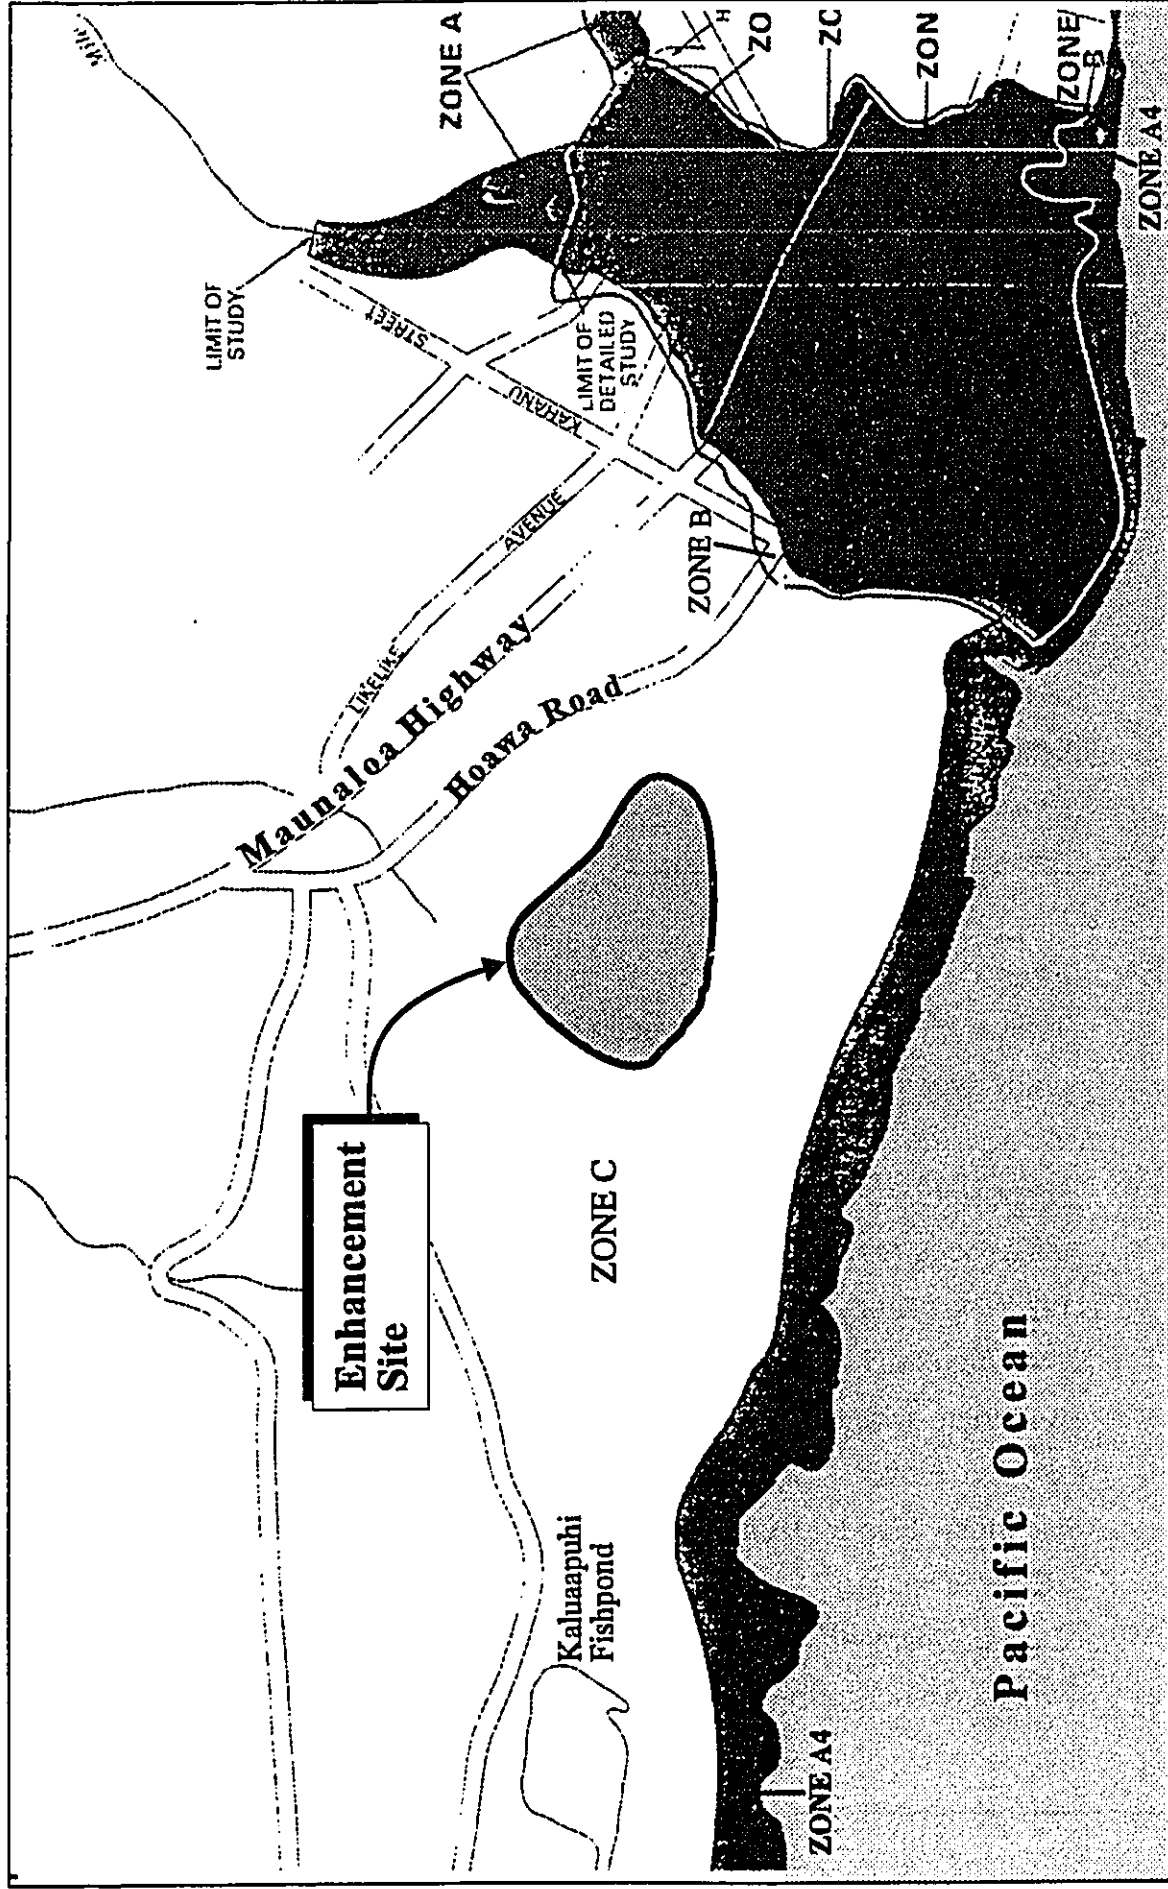 Mile
LIMIT OF
STUDY
ZONE A
H
ZO
ZC
ZON
ZONE
B
ZONE A4
STREET
KAHANU
LIMIT OF
DETAILED
STUDY
LIKELIKE
AVENUE
Maunaloa Highway
Hoawa Road
ZONE B
Enhancement
Site
ZONE C
Kaluaapuhi
Fishpond
ZONE A4
Pacific Ocean